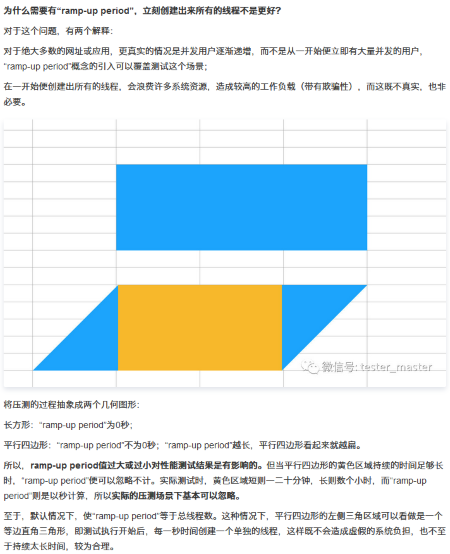 为什么需要有“ramp-up period”，立刻创建出来所有的线程不是更好?
对于这个问题，有两个解释:
对于绝大多数的网址或应用，更真实的情况是并发用户逐渐递增，而不是从一开始便立即有大量并发的用户，
“ramp-up period”概念的引入可以覆盖测试这个场景；
在一开始便创建出所有的线程，会浪费许多系统资源，造成较高的工作负载（带有欺骗性），而这既不真实，也非
必要。
微信号: tester_master
将压测的过程抽象成两个几何图形：
长方形：“ramp-up period”为0秒；
平行四边形：“ramp-up period”不为0秒；“ramp-up period”越长，平行四边形看起来就越扁。
所以，ramp-up period值过大或过小对性能测试结果是有影响的。但当平行四边形的黄色区域持续的时间足够长
时，“ramp-up period”便可以忽略不计。实际测试时，黄色区域短则一二十分钟，长则数个小时，而“ramp-up
period”则是以秒计算，所以实际的压测场景下基本可以忽略。
至于，默认情况下，使“ramp-up period”等于总线程数。这种情况下，平行四边形的左侧三角区域可以看做是一个
等边直角三角形，即测试执行开始后，每一秒时间创建一个单独的线程，这样既不会造成虚假的系统负担，也不至
于持续太长时间，较为合理。